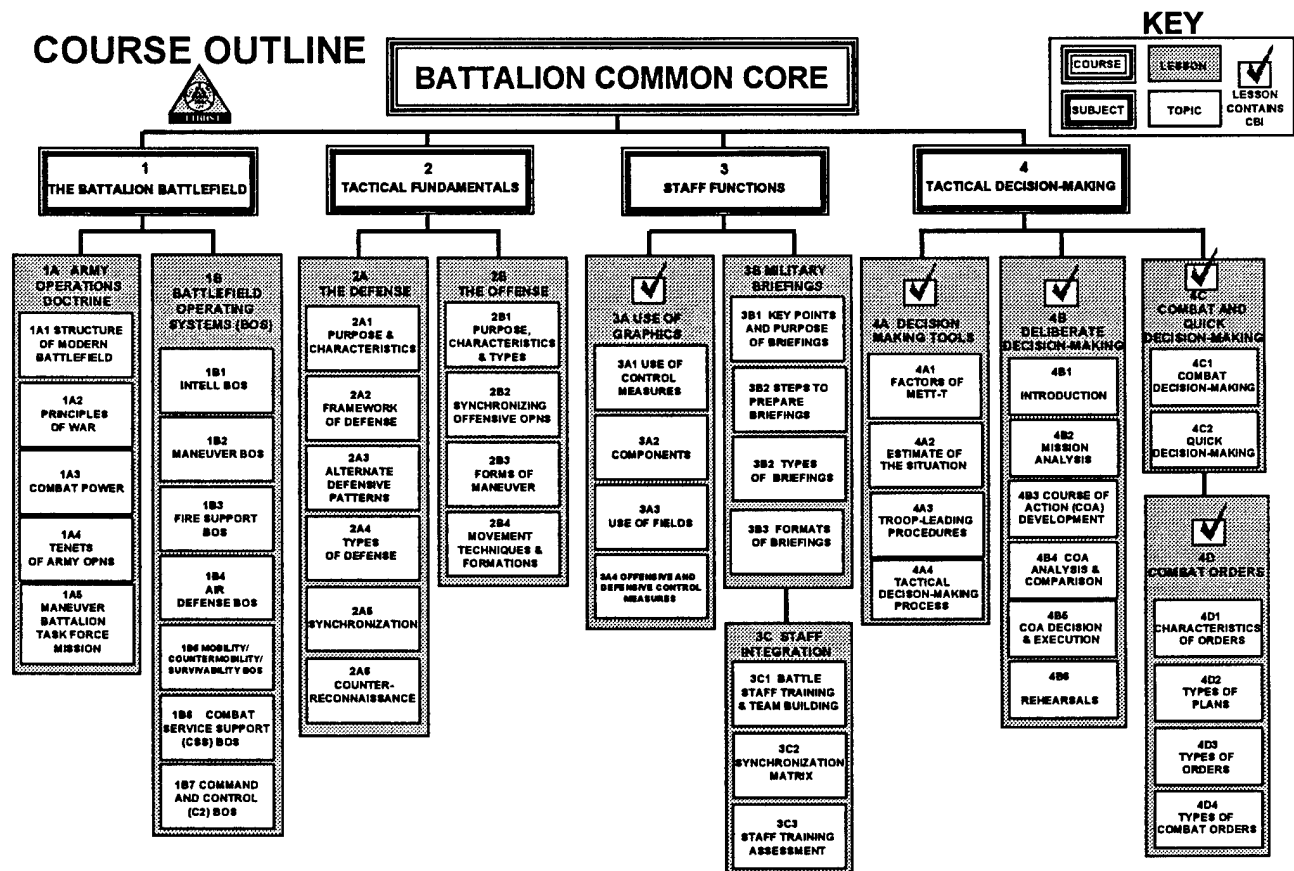 COURSE OUTLINE
BATTALION COMMON CORE
KEY
COURSE
LESSON
SUBJECT
TOPIC
LESSON
CONTAINS
CBI
1
THE BATTALION BATTLEFIELD
2
TACTICAL FUNDAMENTALS
3
STAFF FUNCTIONS
4
TACTICAL DECISION-MAKING
1A ARMY
OPERATIONS
DOCTRINE
1A1 STRUCTURE
OF MODERN
BATTLEFIELD
1A2
PRINCIPLES
OF WAR
1A3
COMBAT POWER
1A4
TENETS
OF ARMY OPNS
1A5
MANEUVER
BATTALION
TASK FORCE
MISSION
1B
BATTLEFIELD
OPERATING
SYSTEMS (BOS)
1B1
INTELL BOS
1B2
MANEUVER BOS
1B3
FIRE SUPPORT
BOS
1B4
AIR
DEFENSE BOS
1B5 MOBILITY/
COUNTERMOBILITY/
SURVIVABILITY BOS
1B6 COMBAT
SERVICE SUPPORT
(CSS) BOS
1B7 COMMAND
AND CONTROL
(C2) BOS
2A
THE DEFENSE
2A1
PURPOSE &
CHARACTERISTICS
2A2
FRAMEWORK
OF DEFENSE
2A3
ALTERNATE
DEFENSIVE
PATTERNS
2A4
TYPES
OF DEFENSE
2A5
SYNCHRONIZATION
2A6
COUNTER-
RECONNAISSANCE
2B
THE OFFENSE
2B1
PURPOSE,
CHARACTERISTICS
& TYPES
2B2
SYNCHRONIZING
OFFENSIVE OPNS
2B3
FORMS OF
MANEUVER
2B4
MOVEMENT
TECHNIQUES &
FORMATIONS
3A USE OF
GRAPHICS
3A1 USE OF
CONTROL
MEASURES
3A2
COMPONENTS
3A3
USE OF FIELDS
3A4 OFFENSIVE AND
DEFENSIVE CONTROL
MEASURES
3B MILITARY
BRIEFINGS
3B1 KEY POINTS
AND PURPOSE
OF BRIEFINGS
3B2 STEPS TO
PREPARE
BRIEFINGS
3B2 TYPES
OF BRIEFINGS
3B3 FORMATS
OF BRIEFINGS
3C STAFF
INTEGRATION
3C1 BATTLE
STAFF TRAINING
& TEAM BUILDING
3C2
SYNCHRONIZATION
MATRIX
3C3
STAFF TRAINING
ASSESSMENT
4A DECISION
MAKING TOOLS
4A1
FACTORS OF
METT-T
4A2
ESTIMATE OF
THE SITUATION
4A3
TROOP-LEADING
PROCEDURES
4A4
TACTICAL
DECISON-MAKING
PROCESS
4B
DELIBERATE
DECISION-MAKING
4B1
INTRODUCTION
4B2
MISSION
ANALYSIS
4B3 COURSE OF
ACTION (COA)
DEVELOPMENT
4B4 COA
ANALYSIS &
COMPARISON
4B5
COA DECISION
& EXECUTION
4B6
REHEARSALS
4C
COMBAT AND
QUICK
DECISION-MAKING
4C1
COMBAT
DECISION-MAKING
4C2
QUICK
DECISION-MAKING
4D
COMBAT ORDERS
4D1
CHARACTERISTICS
OF ORDERS
4D2
TYPES OF
PLANS
4D3
TYPES OF
ORDERS
4D4
TYPES OF
COMBAT ORDERS